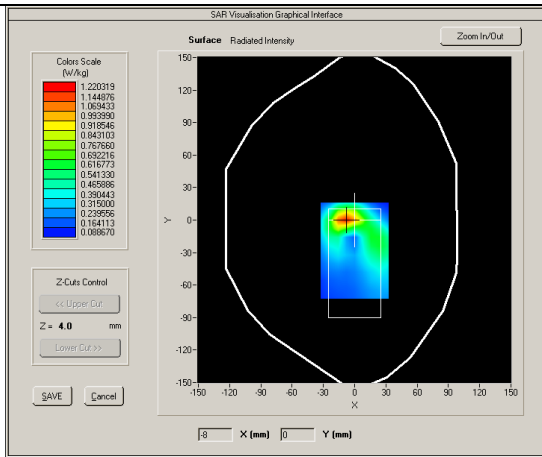 SAR Visualisation Graphical Interface
Surface Radiated Intensity
Zoom In/Out
Colors Scale
(W/kg)
1.220319
1.144876
1.069433
0.993990
0.918546
0.843103
0.767660
0.692216
0.616773
0.541330
0.465886
0.390443
0.315000
0.239556
0.164113
0.088670
150-
120-
90-
60-
30-
0-
-30-
-60-
-90-
-120-
-150-
Y
-150 -120 -90 -60 -30 0 30 60 90 120 150
X
Z-Cuts Control
<< Upper Cut
Z = 4.0 mm
Lower Cut >>
SAVE Cancel
-8 X (mm) 0 Y (mm)